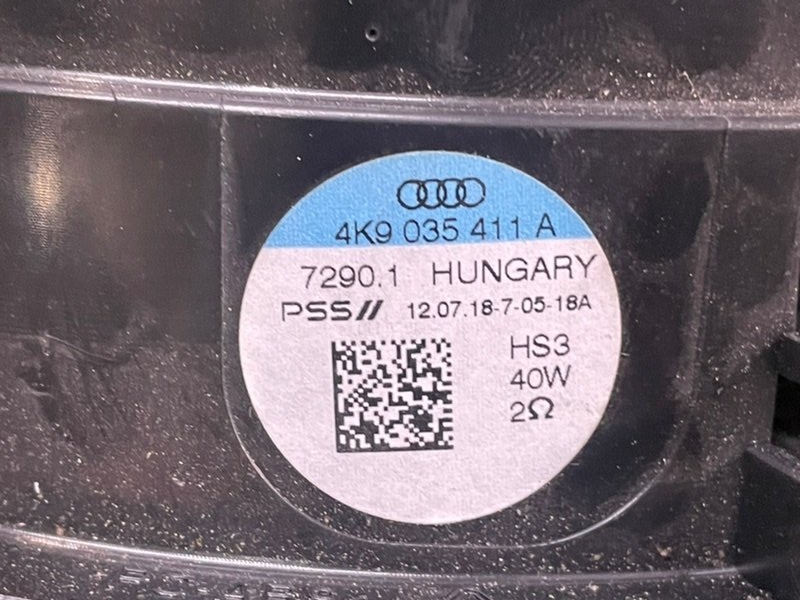 4K9 035 411 A
7290.1 HUNGARY
PSS// 12.07.18-7-05-18A
HS3
40W
2Ω